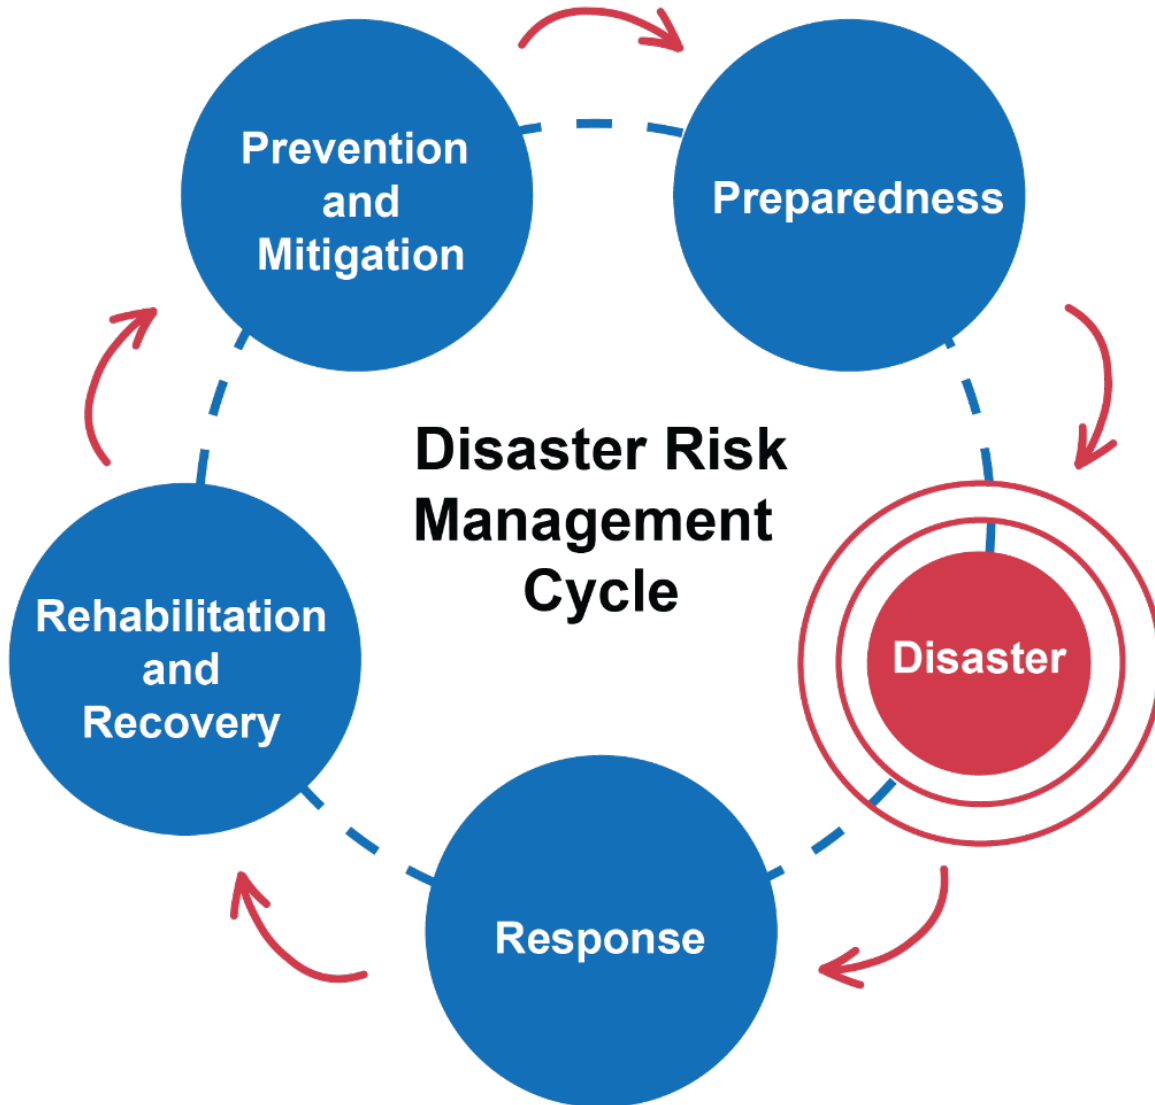 Prevention
and
Mitigation
Preparedness
Disaster Risk
Management
Cycle
Rehabilitation
and
Recovery
Disaster
Response